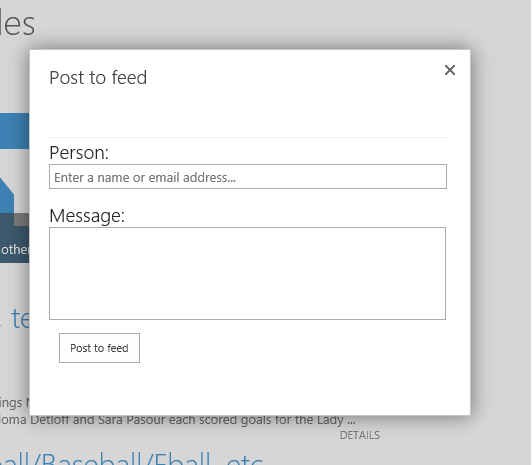 les
Post to feed
Person:
Enter a name or email address...
Message:
other
te
Post to feed
ings
loma Detloff and Sara Pasour each scored goals for the Lady ...
DETAILS
all/Baseball/Fball, etc